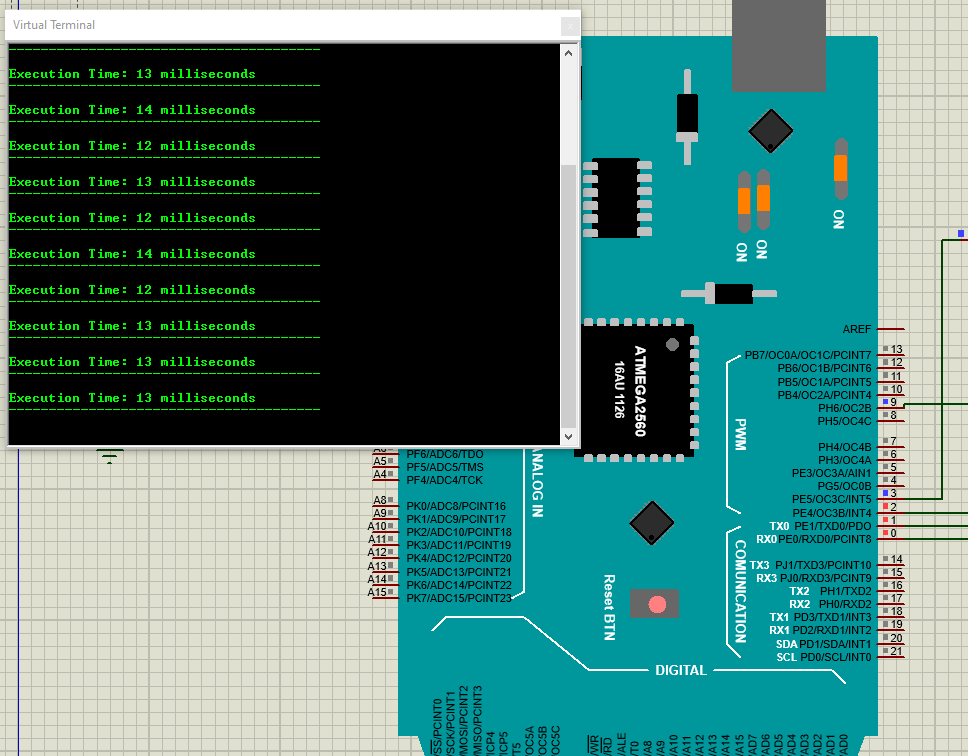 Virtual Terminal
Execution Time: 13 milliseconds
Execution Time: 14 milliseconds
Execution Time: 12 milliseconds
Execution Time: 13 milliseconds
Execution Time: 12 milliseconds
Execution Time: 14 milliseconds
Execution Time: 12 milliseconds
Execution Time: 13 milliseconds
Execution Time: 13 milliseconds
Execution Time: 13 milliseconds
ON
ON
ON
ATMEGA2560
16AU 1126
AREF
PB7/OC0A/OC1C/PCINT7 13
PB6/OC1B/PCINT6 12
PB5/OC1A/PCINT5 11
PB4/OC2A/PCINT4 10
PH6/OC2B 9
PH5/OC4C 8
PWM
PH4/OC4B 7
PH3/OC4A 6
PE3/OC3A/AIN1 5
PG5/OC0B 4
PE5/OC3C/INT5 3
PE4/OC3B/INT4 2
TX0 PE1/TXD0/PDO 1
RX0 PE0/RXD0/PCINT8 0
COMUNICATION
TX3 PJ1/TXD3/PCINT10 14
RX3 PJ0/RXD3/PCINT9 15
TX2 PH1/TXD2 16
RX2 PH0/RXD2 17
TX1 PD3/TXD1/INT3 18
RX1 PD2/RXD1/INT2 19
SDA PD1/SDA/INT1 20
SCL PD0/SCL/INT0 21
PF6/ADC6/TDO
A5 PF5/ADC5/TMS
A4 PF4/ADC4/TCK
A8 PK0/ADC8/PCINT16
A9 PK1/ADC9/PCINT17
A10 PK2/ADC10/PCINT18
A11 PK3/ADC11/PCINT19
A12 PK4/ADC12/PCINT20
A13 PK5/ADC13/PCINT21
A14 PK6/ADC14/PCINT22
A15 PK7/ADC15/PCINT23
ANALOG IN
Reset BTN
DIGITAL
SS/PCINT0
SCK/PCINT1
MOSI/PCINT2
MISO/PCINT3
ICP4
ICP5
T5
OC5A
OC5B
OC5C
WR
RD
ALE
T0
A8
A9
A10
A11
A12
A13
A14
A15
AD7
AD6
AD5
AD4
AD3
AD2
AD1
AD0